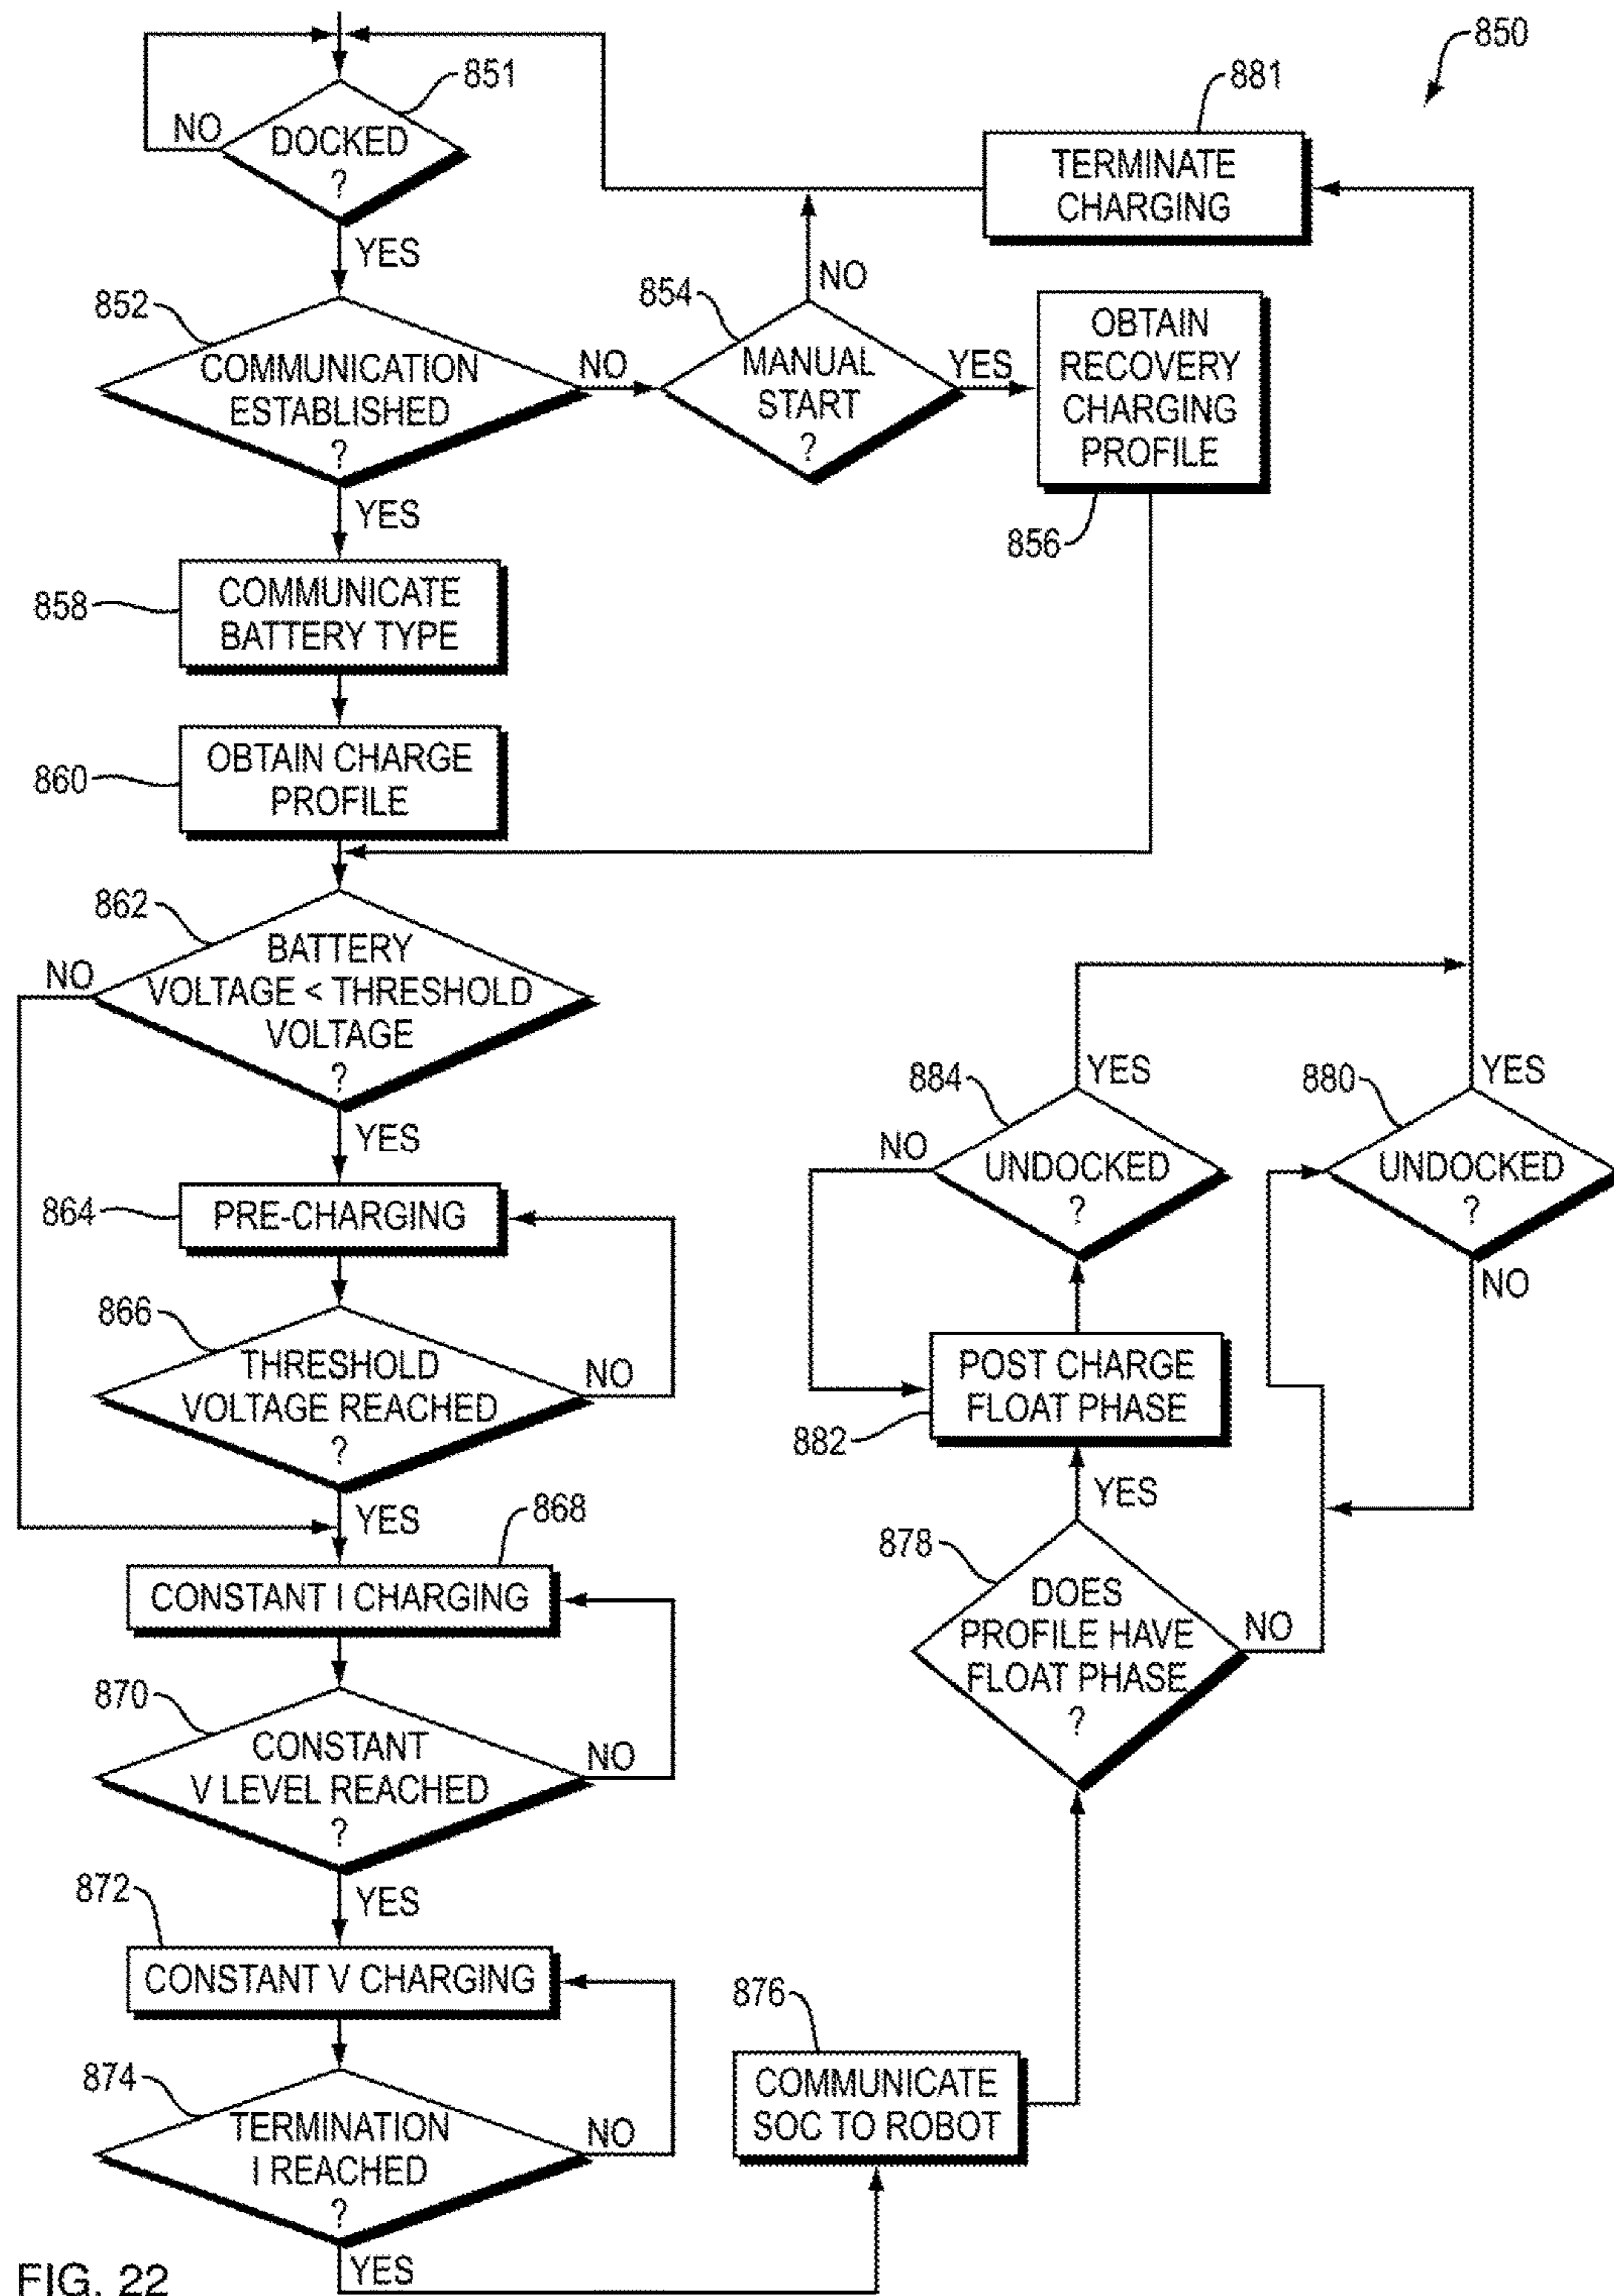 850
851
DOCKED
?
NO
YES
881
TERMINATE
CHARGING
852
COMMUNICATION
ESTABLISHED
?
NO
YES
854
MANUAL
START
?
NO
YES
OBTAIN
RECOVERY
CHARGING
PROFILE
856
858
COMMUNICATE
BATTERY TYPE
860
OBTAIN CHARGE
PROFILE
862
BATTERY
VOLTAGE < THRESHOLD
VOLTAGE
?
NO
YES
864
PRE-CHARGING
866
THRESHOLD
VOLTAGE REACHED
?
NO
YES
868
CONSTANT I CHARGING
870
CONSTANT
V LEVEL REACHED
?
NO
YES
872
CONSTANT V CHARGING
874
TERMINATION
I REACHED
?
NO
YES
876
COMMUNICATE
SOC TO ROBOT
878
DOES
PROFILE HAVE
FLOAT PHASE
?
NO
YES
882
POST CHARGE
FLOAT PHASE
884
UNDOCKED
?
NO
YES
880
UNDOCKED
?
YES
NO
FIG. 22